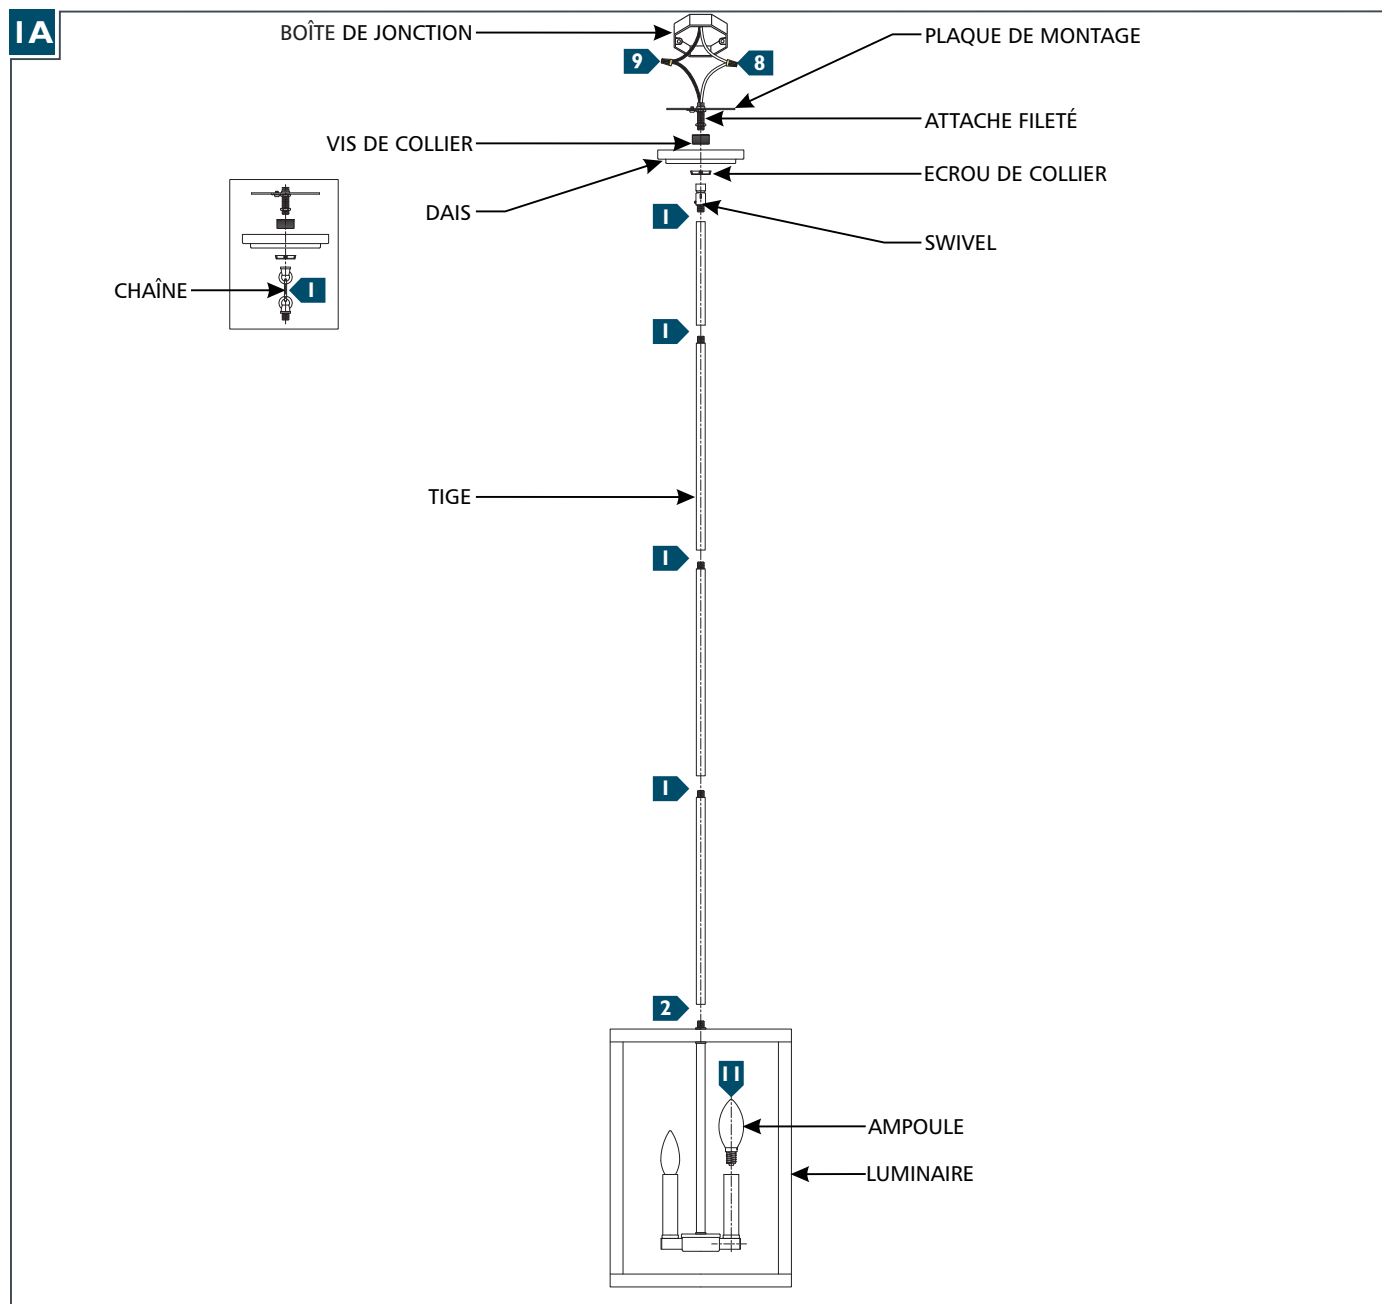 1A
BOÎTE DE JONCTION
PLAQUE DE MONTAGE
9
8
ATTACHE FILETÉ
VIS DE COLLIER
ECROU DE COLLIER
DAIS
1
SWIVEL
CHAÎNE
1
1
TIGE
1
1
2
11
AMPOULE
LUMINAIRE